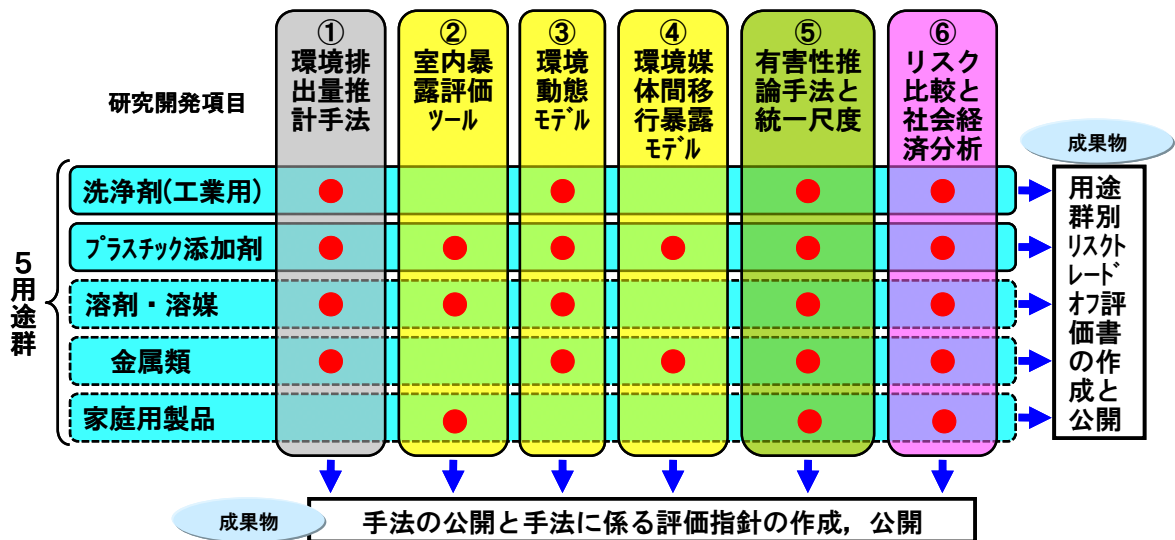 研究開発項目
①
環境排
出量推
計手法
②
室内暴
露評価
ﾂｰﾙ
③
環境
動態
ﾓﾃﾞﾙ
④
環境媒
体間移
行暴露
ﾓﾃﾞﾙ
⑤
有害性推
論手法と
統一尺度
⑥
リスク
比較と
社会経
済分析
成果物
5用途群
洗浄剤(工業用)
ﾌﾟﾗｽﾁｯｸ添加剤
溶剤・溶媒
金属類
家庭用製品
用途
群別
ﾘｽｸﾄ
ﾚｰﾄﾞ
ｵﾌ評
価書
の作
成と
公開
成果物
手法の公開と手法に係る評価指針の作成，公開